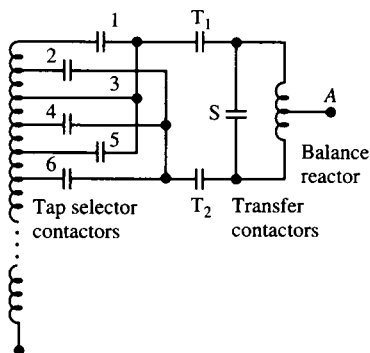 1
T1
2
3
A
4
S
5
Balance
reactor
6
T2
Tap selector
contactors
Transfer
contactors